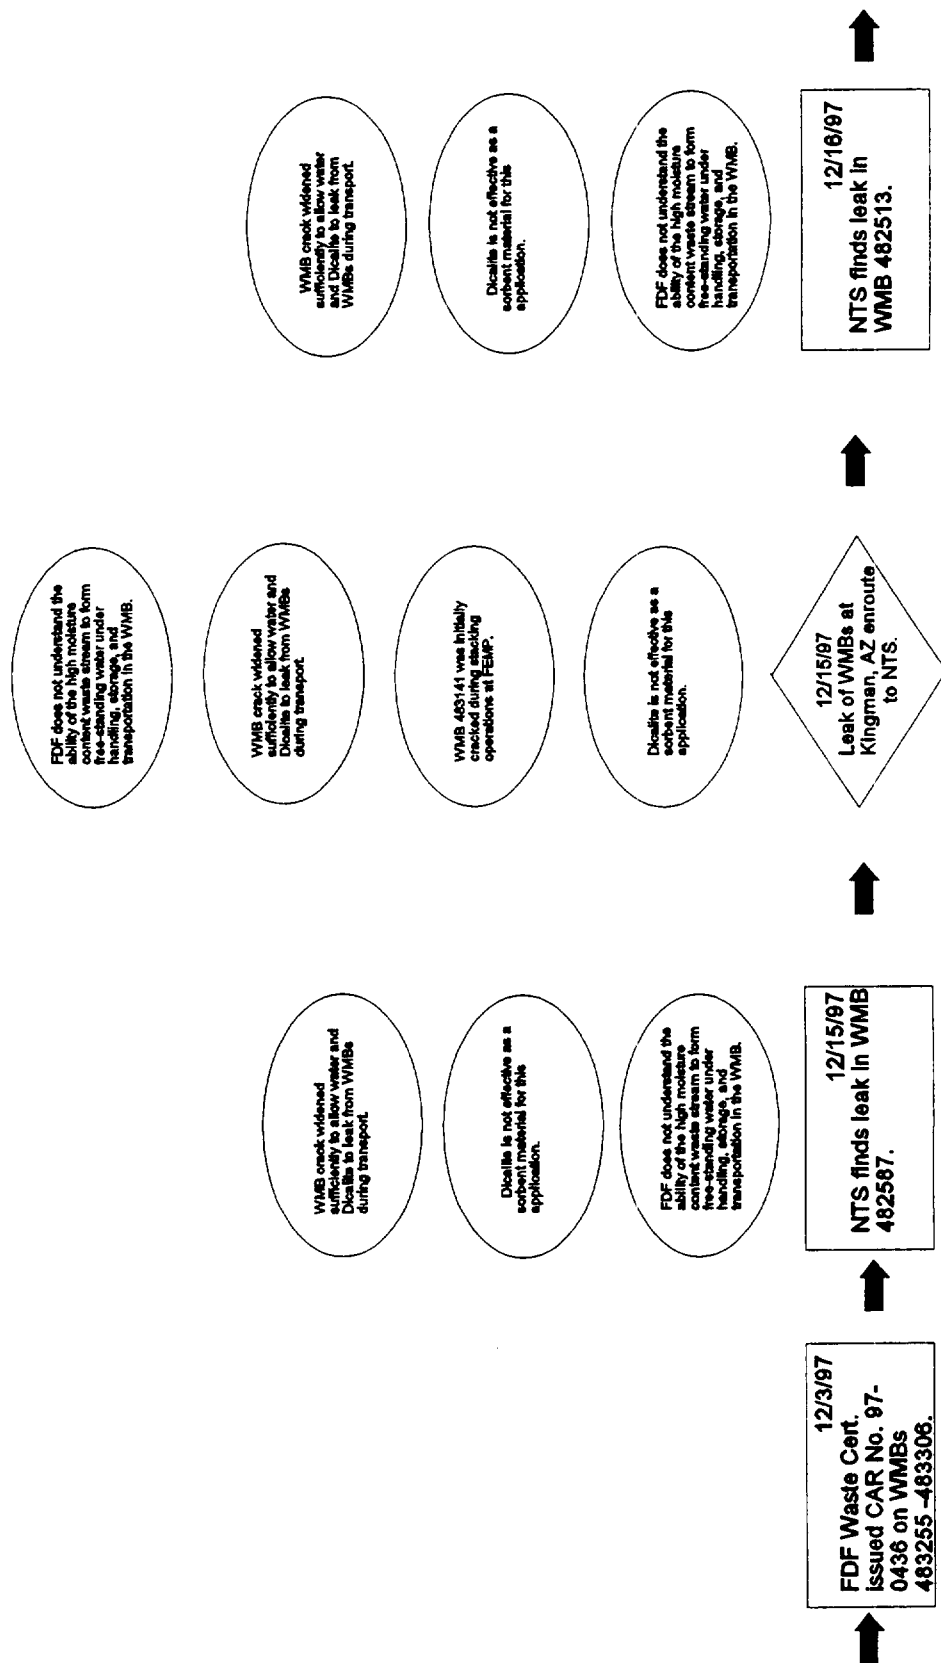 12/3/97
FDF Waste Cert.
issued CAR No. 97-
0436 on WMBs
483255 -483306.
WMB crack widened
sufficiently to allow water and
Dicalite to leak from WMBs
during transport.
Dicalite is not effective as a
sorbent material for this
application.
FDF does not understand the
ability of the high moisture
content waste stream to form
free-standing water under
handling, storage, and
transportation in the WMB.
12/15/97
NTS finds leak in WMB
482587.
FDF does not understand the
ability of the high moisture
content waste stream to form
free-standing water under
handling, storage, and
transportation in the WMB.
WMB crack widened
sufficiently to allow water and
Dicalite to leak from WMBs
during transport.
WMB 483141 was initially
cracked during stacking
operations at FEMP.
Dicalite is not effective as a
sorbent material for this
application.
12/15/97
Leak of WMBs at
Kingman, AZ enroute
to NTS.
WMB crack widened
sufficiently to allow water
and Dicalite to leak from
WMBs during transport.
Dicalite is not effective as a
sorbent material for this
application.
FDF does not understand the
ability of the high moisture
content waste stream to form
free-standing water under
handling, storage, and
transportation in the WMB.
12/16/97
NTS finds leak in
WMB 482513.